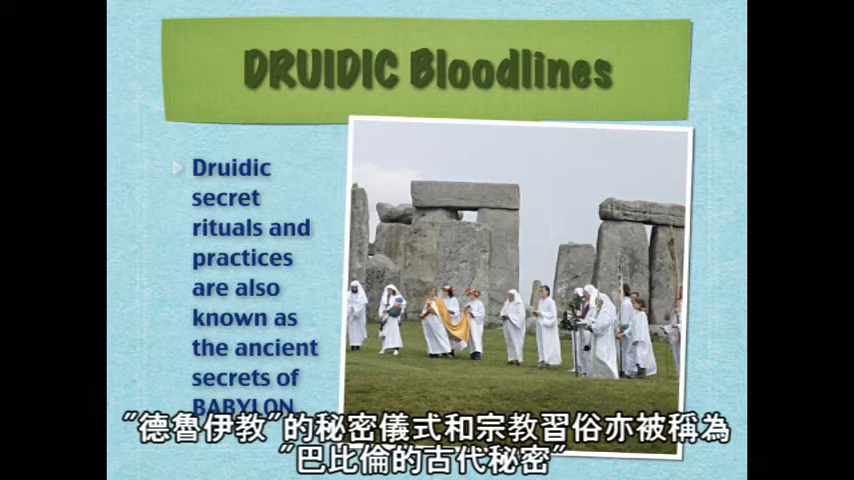 DRUIDIC Bloodlines
Druidic
secret
rituals and
practices
are also
known as
the ancient
secrets of
BABYLON
"德魯伊教"的秘密儀式和宗教習俗亦被稱為
"巴比倫的古代秘密"